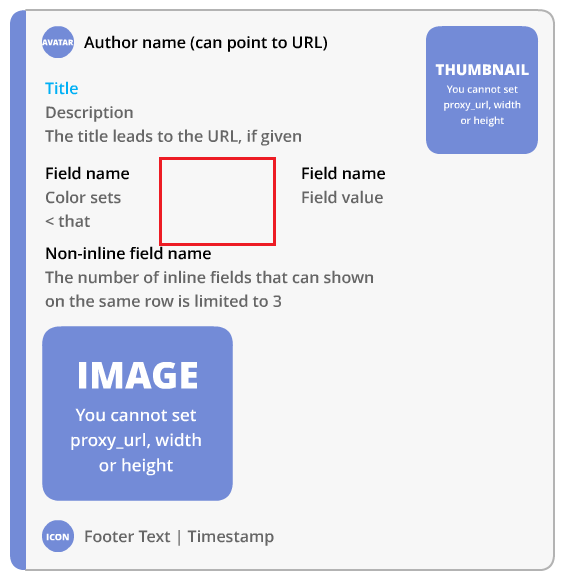 AVATAR Author name (can point to URL)
THUMBNAIL
You cannot set
proxy_url, width
or height
Title
Description
The title leads to the URL, if given
Field name
Color sets
< that
Field name
Field value
Non-inline field name
The number of inline fields that can shown
on the same row is limited to 3
IMAGE
You cannot set
proxy_url, width
or height
ICON Footer Text | Timestamp